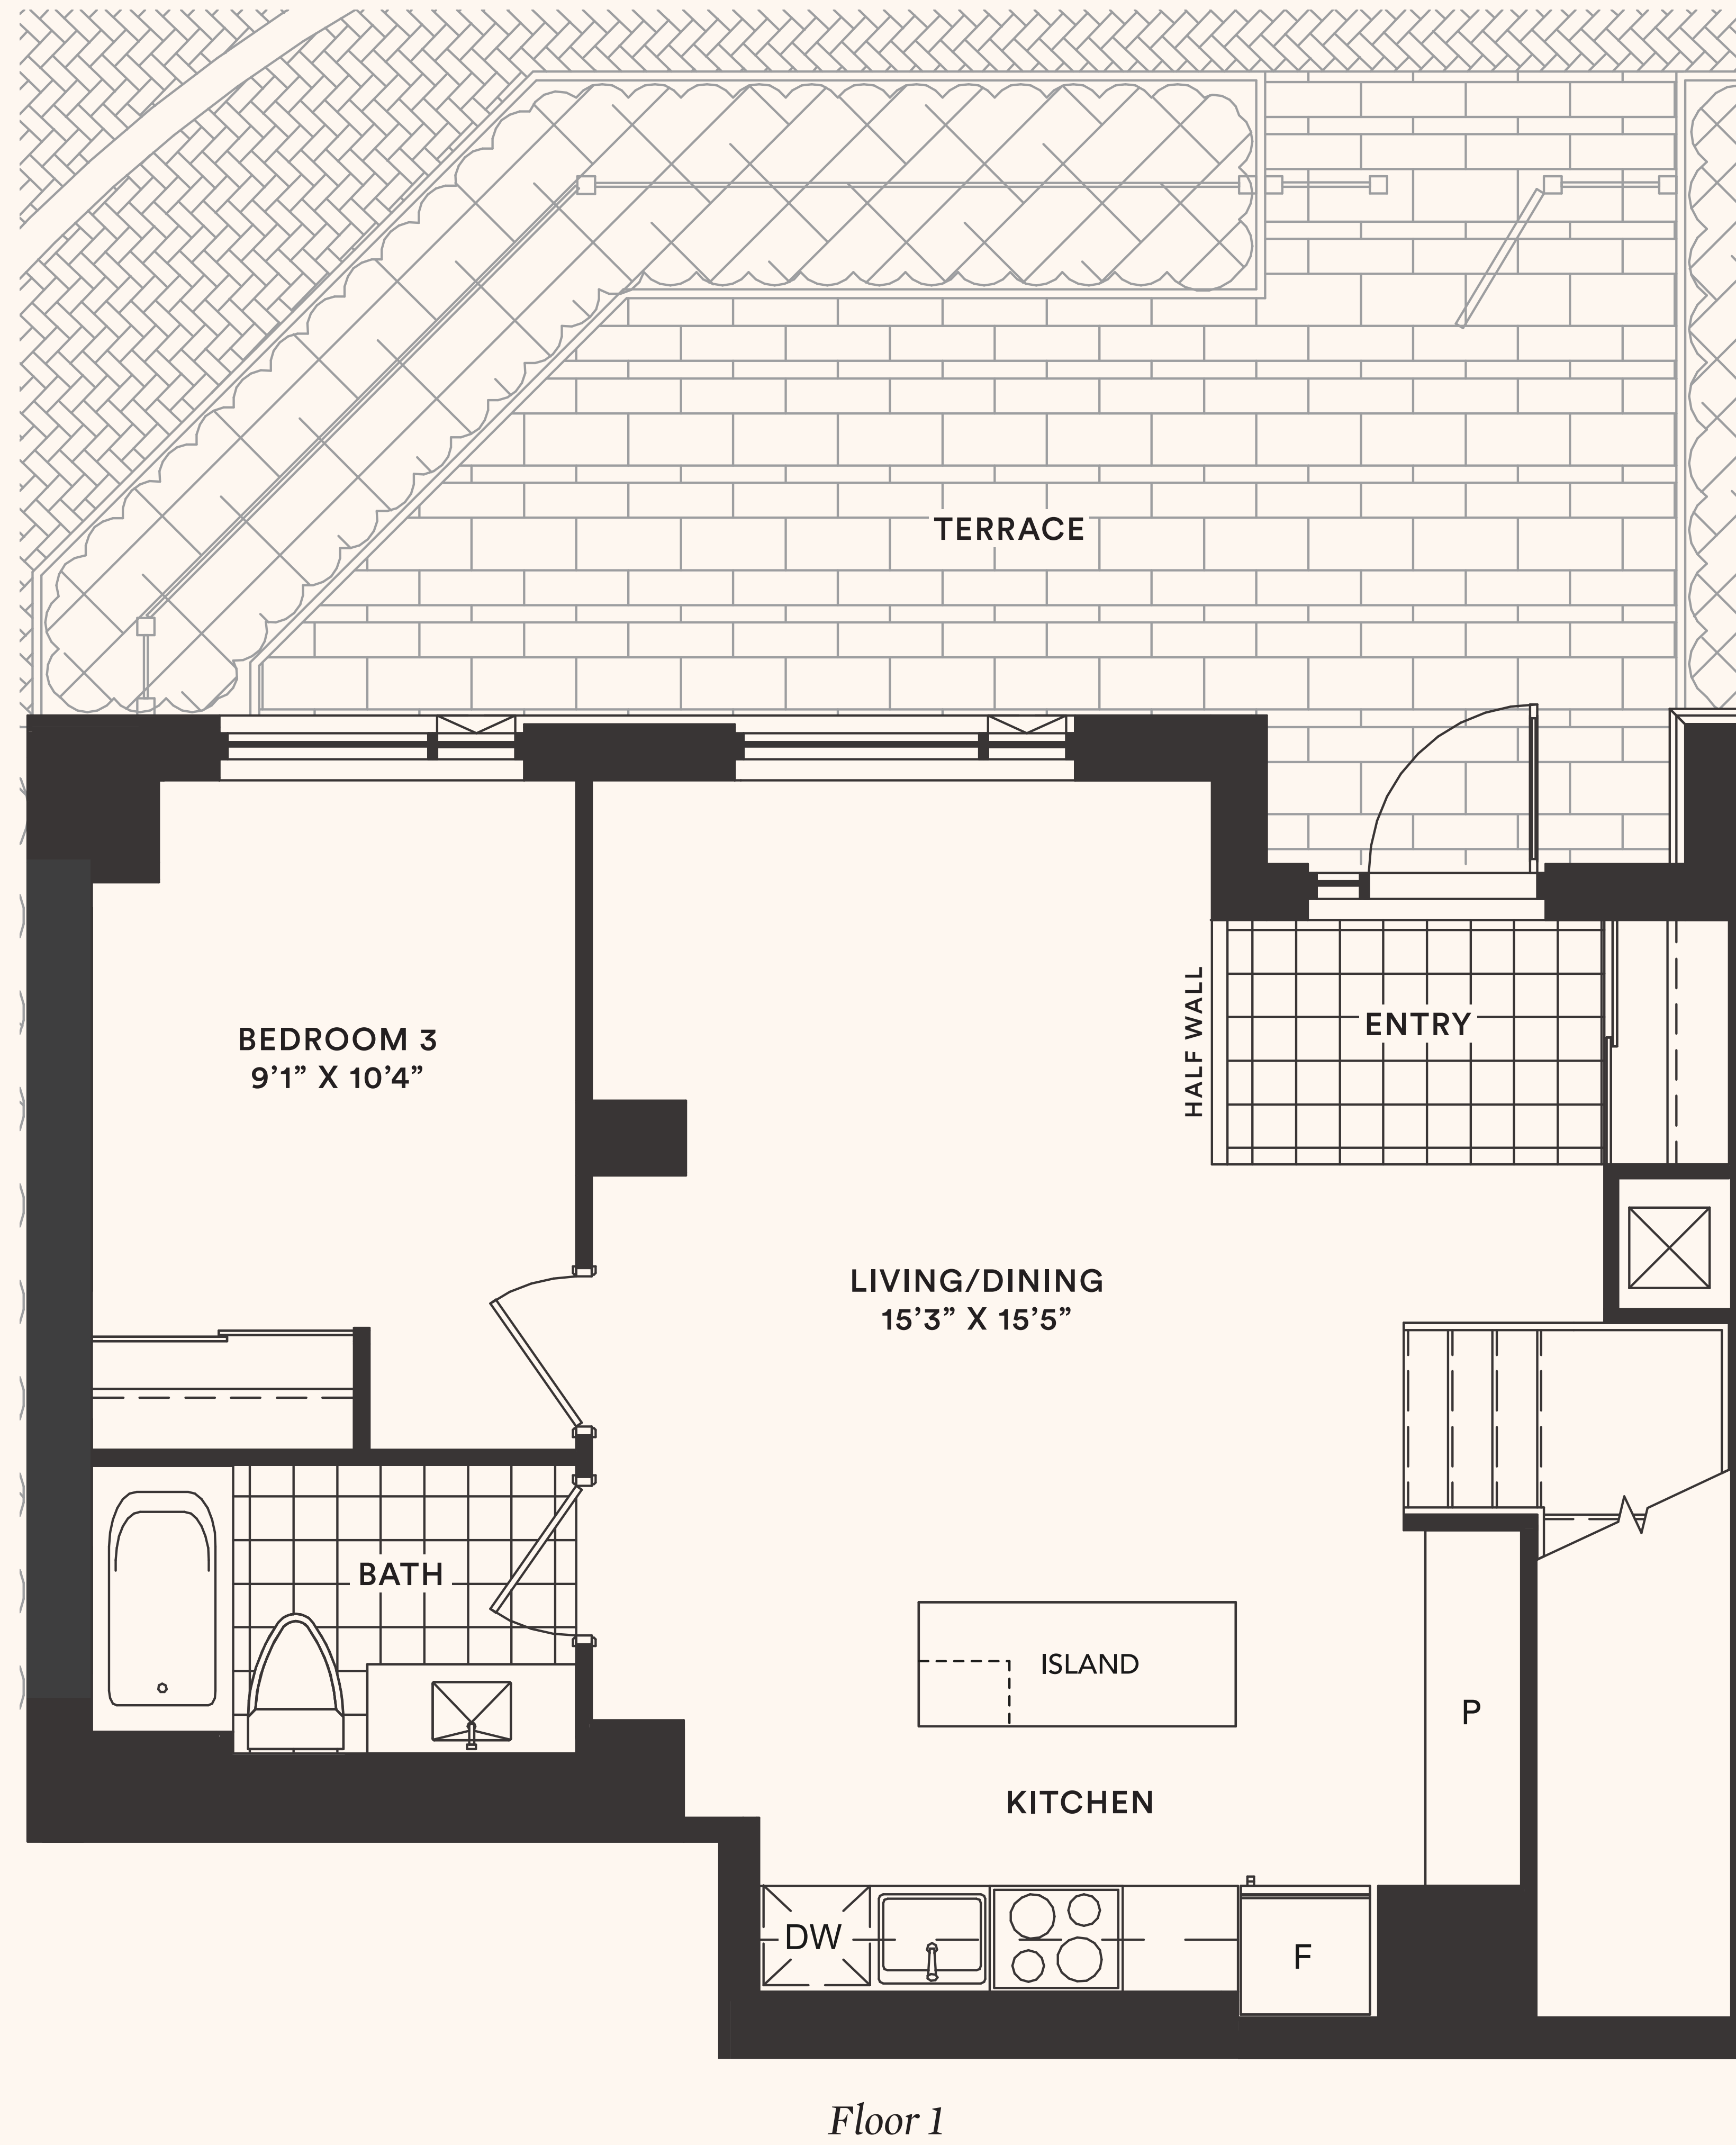 TERRACE
BEDROOM 3
9’1” X 10’4”
HALF WALL
ENTRY
LIVING/DINING
15’3” X 15’5”
BATH
ISLAND
P
KITCHEN
DW
F
Floor 1